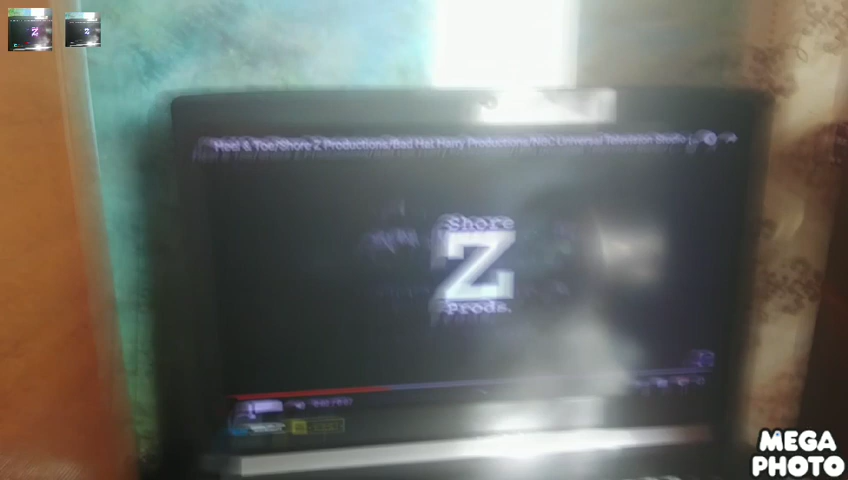 Heel & Toe/Shore Z Productions/Bad Hat Harry Productions/NBC Universal Television Studio
Shore
Z
Prods.
MEGA
PHOTO